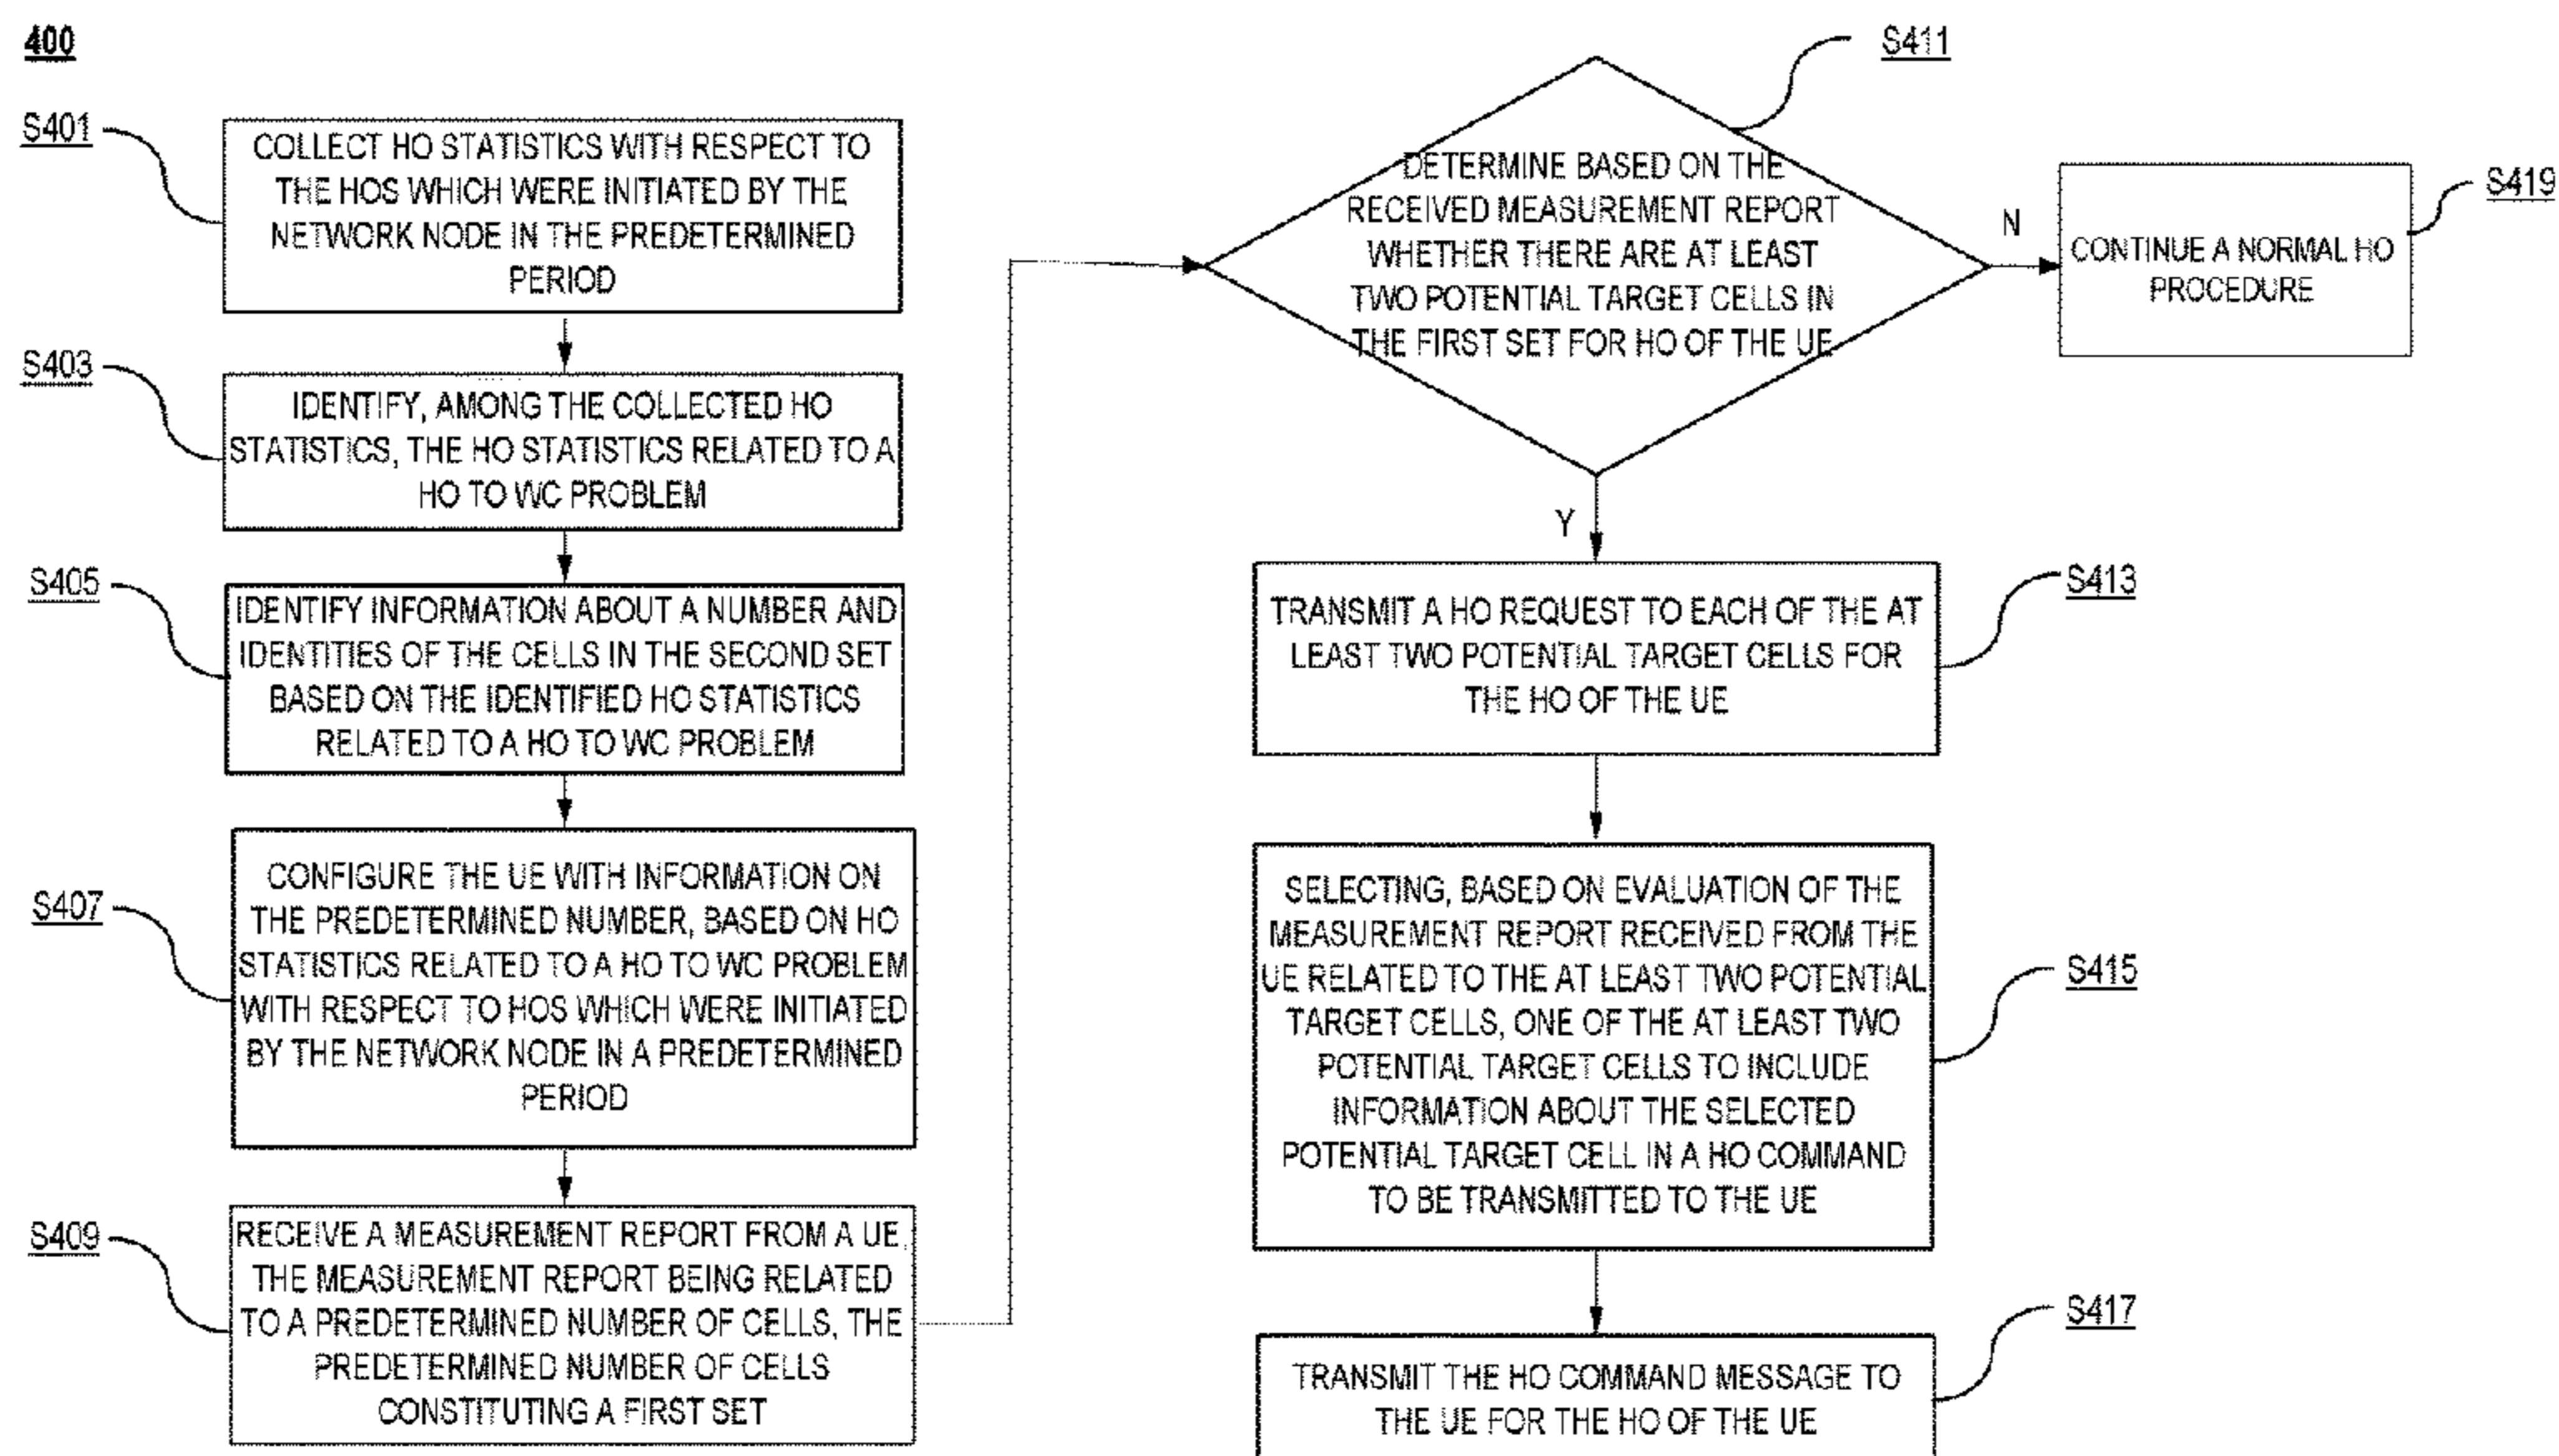 400
S401
COLLECT HO STATISTICS WITH RESPECT TO
THE HOS WHICH WERE INITIATED BY THE
NETWORK NODE IN THE PREDETERMINED
PERIOD
S403
IDENTIFY, AMONG THE COLLECTED HO
STATISTICS, THE HO STATISTICS RELATED TO A
HO TO WC PROBLEM
S405
IDENTIFY INFORMATION ABOUT A NUMBER AND
IDENTITIES OF THE CELLS IN THE SECOND SET
BASED ON THE IDENTIFIED HO STATISTICS
RELATED TO A HO TO WC PROBLEM
S407
CONFIGURE THE UE WITH INFORMATION ON
THE PREDETERMINED NUMBER, BASED ON HO
STATISTICS RELATED TO A HO TO WC PROBLEM
WITH RESPECT TO HOS WHICH WERE INITIATED
BY THE NETWORK NODE IN A PREDETERMINED
PERIOD
S409
RECEIVE A MEASUREMENT REPORT FROM A UE,
THE MEASUREMENT REPORT BEING RELATED
TO A PREDETERMINED NUMBER OF CELLS, THE
PREDETERMINED NUMBER OF CELLS
CONSTITUTING A FIRST SET
S411
DETERMINE BASED ON THE
RECEIVED MEASUREMENT REPORT
WHETHER THERE ARE AT LEAST
TWO POTENTIAL TARGET CELLS IN
THE FIRST SET FOR HO OF THE UE
N
S419
CONTINUE A NORMAL HO
PROCEDURE
Y
S413
TRANSMIT A HO REQUEST TO EACH OF THE AT
LEAST TWO POTENTIAL TARGET CELLS FOR
THE HO OF THE UE
S415
SELECTING, BASED ON EVALUATION OF THE
MEASUREMENT REPORT RECEIVED FROM THE
UE RELATED TO THE AT LEAST TWO POTENTIAL
TARGET CELLS, ONE OF THE AT LEAST TWO
POTENTIAL TARGET CELLS TO INCLUDE
INFORMATION ABOUT THE SELECTED
POTENTIAL TARGET CELL IN A HO COMMAND
TO BE TRANSMITTED TO THE UE
S417
TRANSMIT THE HO COMMAND MESSAGE TO
THE UE FOR THE HO OF THE UE